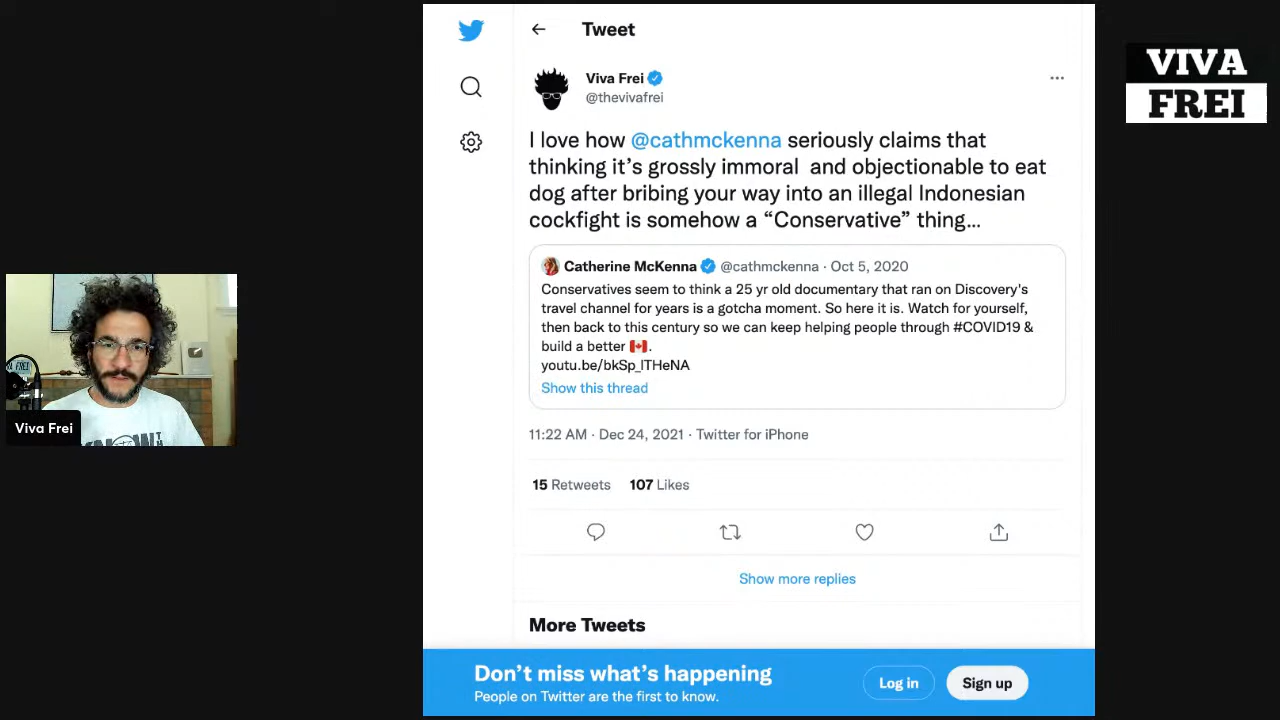 Tweet
VIVA
FREI
Viva Frei
@thevivafrei
I love how @cathmckenna seriously claims that
thinking it’s grossly immoral  and objectionable to eat
dog after bribing your way into an illegal Indonesian
cockfight is somehow a “Conservative” thing…
Catherine McKenna @cathmckenna · Oct 5, 2020
Conservatives seem to think a 25 yr old documentary that ran on Discovery's
travel channel for years is a gotcha moment. So here it is. Watch for yourself,
then back to this century so we can keep helping people through #COVID19 &
build a better 🇨🇦.
youtu.be/bkSp_lTHeNA
Show this thread
Viva Frei
11:22 AM · Dec 24, 2021 · Twitter for iPhone
15 Retweets 107 Likes
Show more replies
More Tweets
Don’t miss what’s happening
People on Twitter are the first to know.
Log in
Sign up